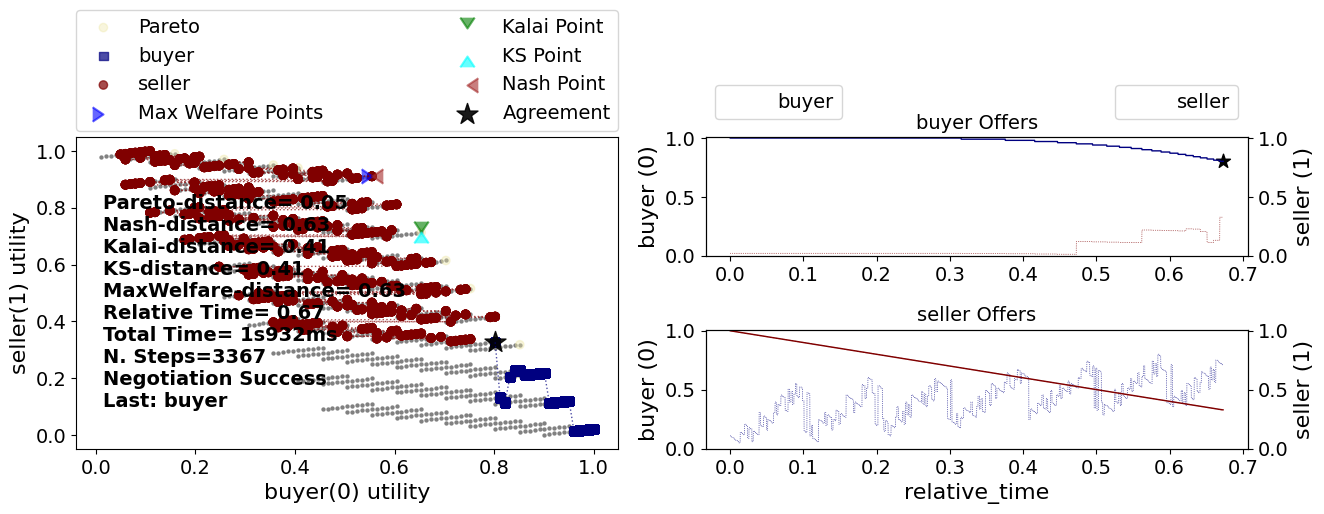 Pareto
buyer
seller
Max Welfare Points
Kalai Point
KS Point
Nash Point
Agreement
1.0
0.8
0.6
0.4
0.2
0.0
seller(1) utility
Pareto-distance= 0.05
Nash-distance= 0.63
Kalai-distance= 0.41
KS-distance= 0.41
MaxWelfare-distance= 0.63
Relative Time= 0.67
Total Time= 1s932ms
N. Steps=3367
Negotiation Success
Last: buyer
0.0 0.2 0.4 0.6 0.8 1.0
buyer(0) utility
buyer
seller
buyer Offers
buyer (0)
1.0
0.5
0.0
1.0
0.5
0.0
seller (1)
0.0 0.1 0.2 0.3 0.4 0.5 0.6 0.7
seller Offers
buyer (0)
1.0
0.5
0.0
1.0
0.5
0.0
seller (1)
0.0 0.1 0.2 0.3 0.4 0.5 0.6 0.7
relative_time